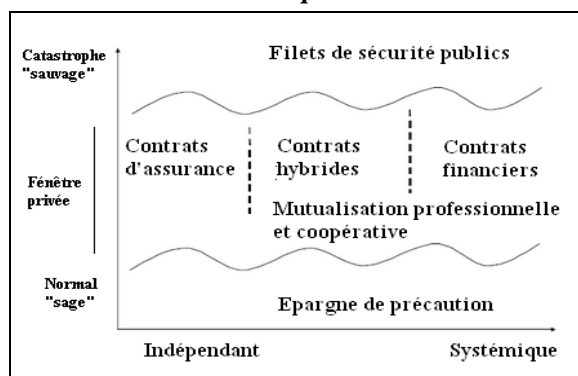 Catastrophe
"sauvage"
Filets de sécurité publics
Contrats
d'assurance
Contrats
hybrides
Contrats
financiers
Fénêtre
privée
Mutualisation professionnelle
et coopérative
Normal
"sage"
Epargne de précaution
Indépendant
Systémique